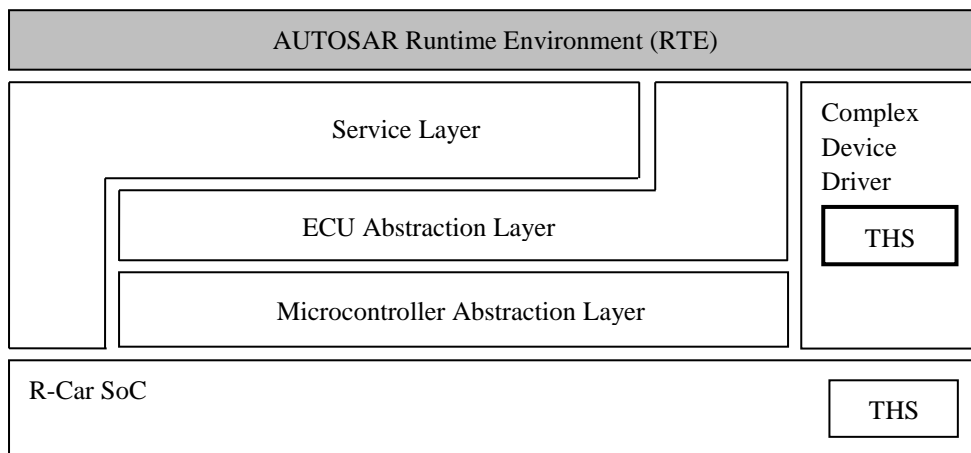 AUTOSAR Runtime Environment (RTE)
Service Layer
ECU Abstraction Layer
Microcontroller Abstraction Layer
Complex
Device
Driver
THS
R-Car SoC
THS